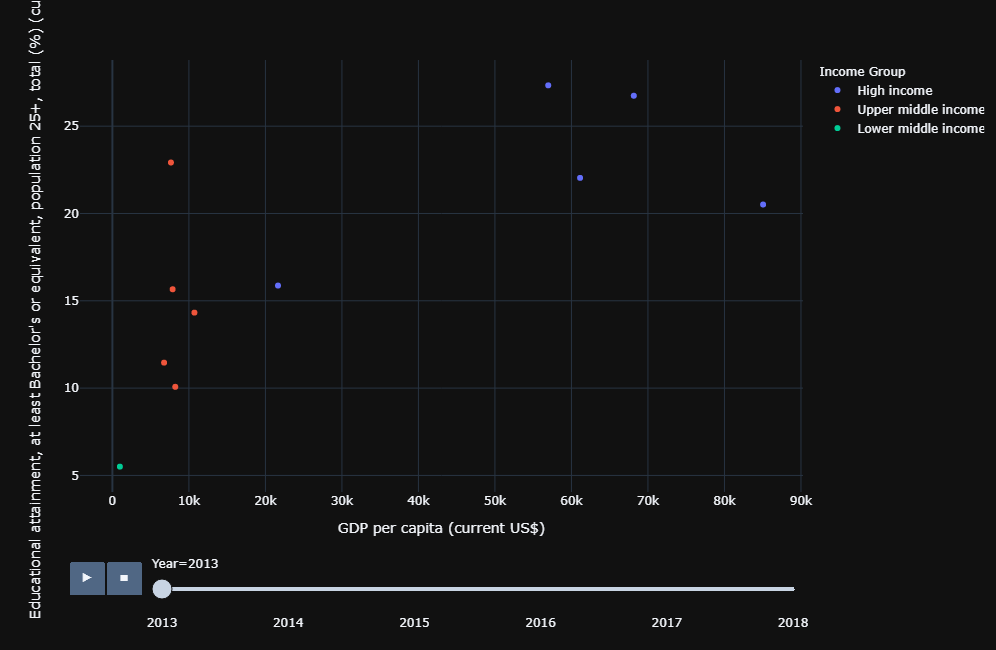 Educational attainment, at least Bachelor's or equivalent, population 25+, total (%) (cu
25
20
15
10
5
0 10k 20k 30k 40k 50k 60k 70k 80k 90k
GDP per capita (current US$)
Income Group
High income
Upper middle income
Lower middle income
Year=2013
2013 2014 2015 2016 2017 2018